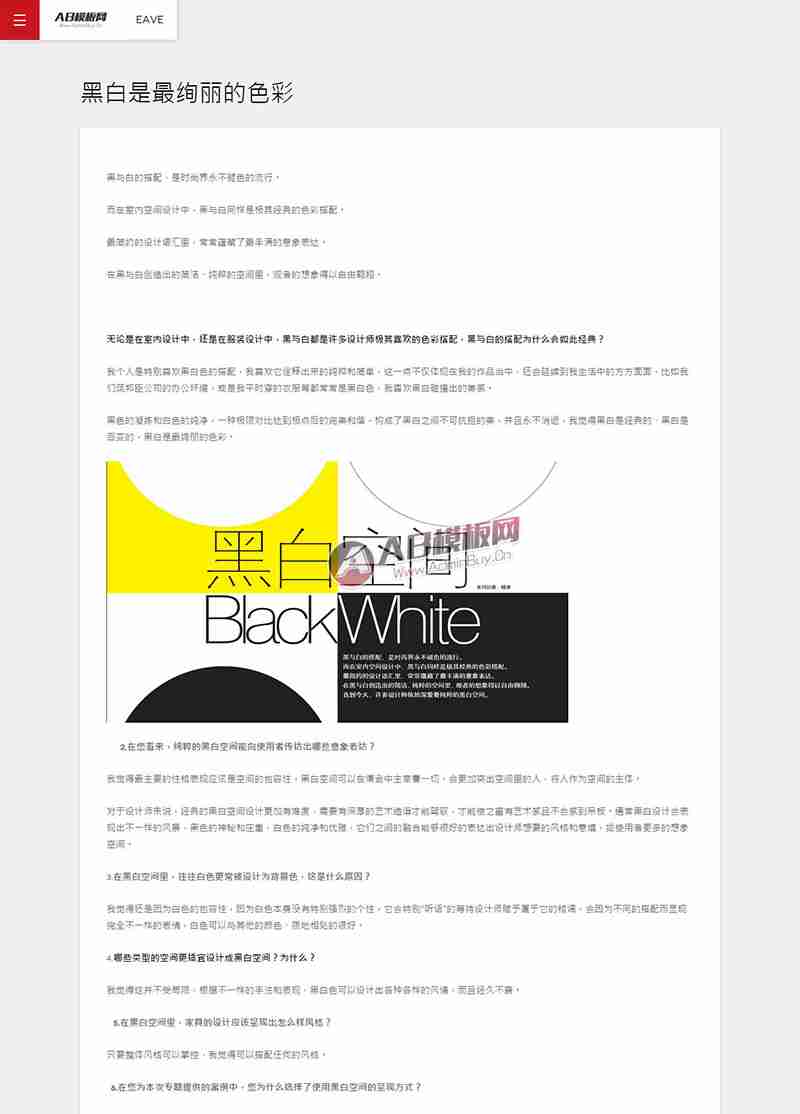 AB模板网
www.AdminBuy.Cn
EAVE
黑白是最绚丽的色彩
黑与白的搭配，是时尚界永不褪色的流行。
而在室内空间设计中，黑与白同样是极其经典的色彩搭配。
最简约的设计语汇里，常常蕴藏了最丰满的意象表达。
在黑与白创造出的简洁、纯粹的空间里，观者的想象得以自由翱翔。
无论是在室内设计中，还是在服装设计中，黑与白都是许多设计师极其喜欢的色彩搭配，黑与白的搭配为什么会如此经典？
我个人是特别喜欢黑白色的搭配，我喜欢它诠释出来的纯粹和简单，这一点不仅体现在我的作品当中，还会延续到我生活中的方方面面，比如我
们筑邦臣公司的办公环境，或是我平时穿的衣服等都常常是黑白色，我喜欢黑白碰撞出的美感。
黑色的凝练和白色的纯净，一种极限对比达到极点后的完美和谐，构成了黑白之间不可抗拒的美，并且永不消逝，我觉得黑白是经典的，黑白是
百变的，黑白是最绚丽的色彩。
黑白空间
AB模板网
www.AdminBuy.Cn
BlackWhite
黑与白的搭配，是时尚界永不褪色的流行。
而在室内空间设计中，黑与白同样是极其经典的色彩搭配。
最简约的设计语汇里，常常蕴藏了最丰满的意象表达。
在黑与白创造出的简洁、纯粹的空间里，观者的想象得以自由翱翔。
直到今天，许多设计师依然深爱着纯粹的黑白空间。
2.在您看来，纯粹的黑白空间能向使用者传达出哪些意象表达？
我觉得最主要的性格表现应该是空间的包容性，黑白空间可以在清会中主宰着一切，会更加突出空间里的人，将人作为空间的主体。
对于设计师来说，经典的黑白空间设计更加有难度，需要有深厚的艺术造诣才能驾驭，才能使之富有艺术感且不会感到呆板。通常黑白设计会表
现出不一样的风景，黑色的神秘和庄重，白色的纯净和优雅，它们之间的融合能够很好的表达出设计师想要的风格和意境，给使用者更多的想象
空间。
3.在黑白空间里，往往白色更常被设计为背景色，这是什么原因？
我觉得还是因为白色的包容性，因为白色本身没有特别强烈的个性，它会特别“听话”的等待设计师赋予属于它的格调，会因为不同的搭配而呈现
完全不一样的表情，白色可以与其他的颜色、质地相处的很好。
4.哪些类型的空间更适宜设计成黑白空间？为什么？
我觉得这并不受局限，根据不一样的手法和表现，黑白色可以设计出各种各样的风情，而且经久不衰。
5.在黑白空间里，家具的设计应该呈现出怎么样风格？
只要整体风格可以掌控，我觉得可以搭配任何的风格。
6.在您为本次专题提供的案例中，您为什么选择了使用黑白空间的呈现方式？